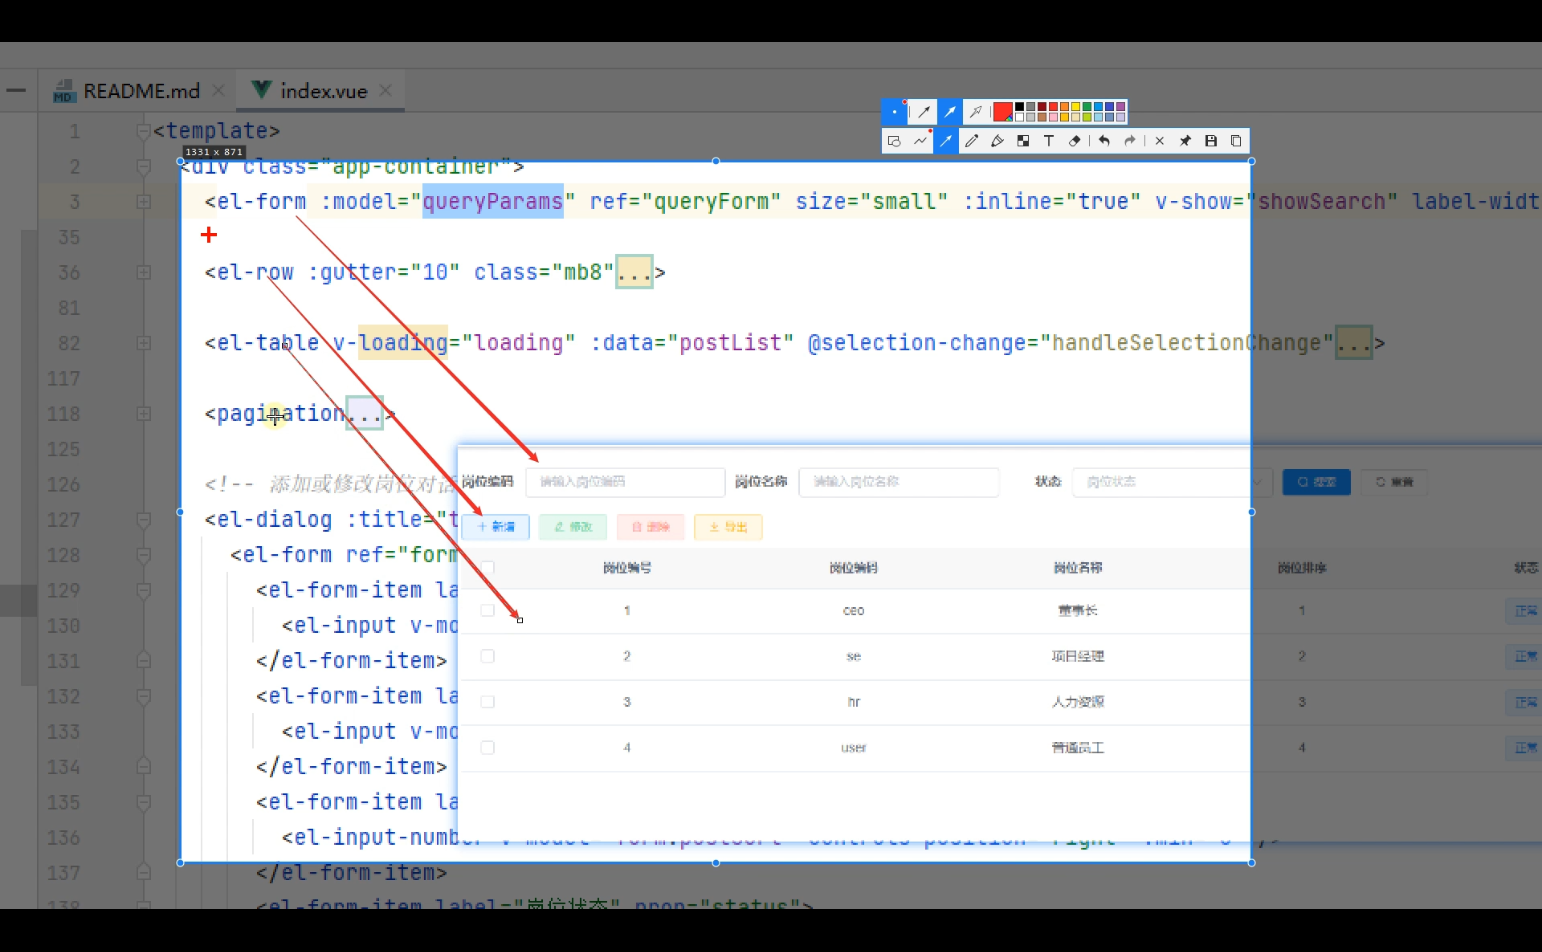 README.md
index.vue
1 <template>
1331 x 871
2 <div class="app-container">
3 <el-form :model="queryParams" ref="queryForm" size="small" :inline="true" v-show="showSearch" label-widt
35
36 <el-row :gutter="10" class="mb8"...>
81
82 <el-table v-loading="loading" :data="postList" @selection-change="handleSelectionChange"...>
117
118 <pagination...>
125
126 <!-- 添加或修改岗位对话
127 <el-dialog :title="t
128 <el-form ref="form
129 <el-form-item la
130 <el-input v-mo
131 </el-form-item>
132 <el-form-item la
133 <el-input v-mo
134 </el-form-item>
135 <el-form-item la
136 <el-input-numb
137 </el-form-item>
138 <el-form-item label="岗位状态" prop="status">
岗位编码 请输入岗位编码 岗位名称 请输入岗位名称 状态 岗位状态 搜索 重置
+ 新增 修改 删除 导出
岗位编号 岗位编码 岗位名称 岗位排序 状态
1 ceo 董事长 1 正常
2 se 项目经理 2 正常
3 hr 人力资源 3 正常
4 user 普通员工 4 正常